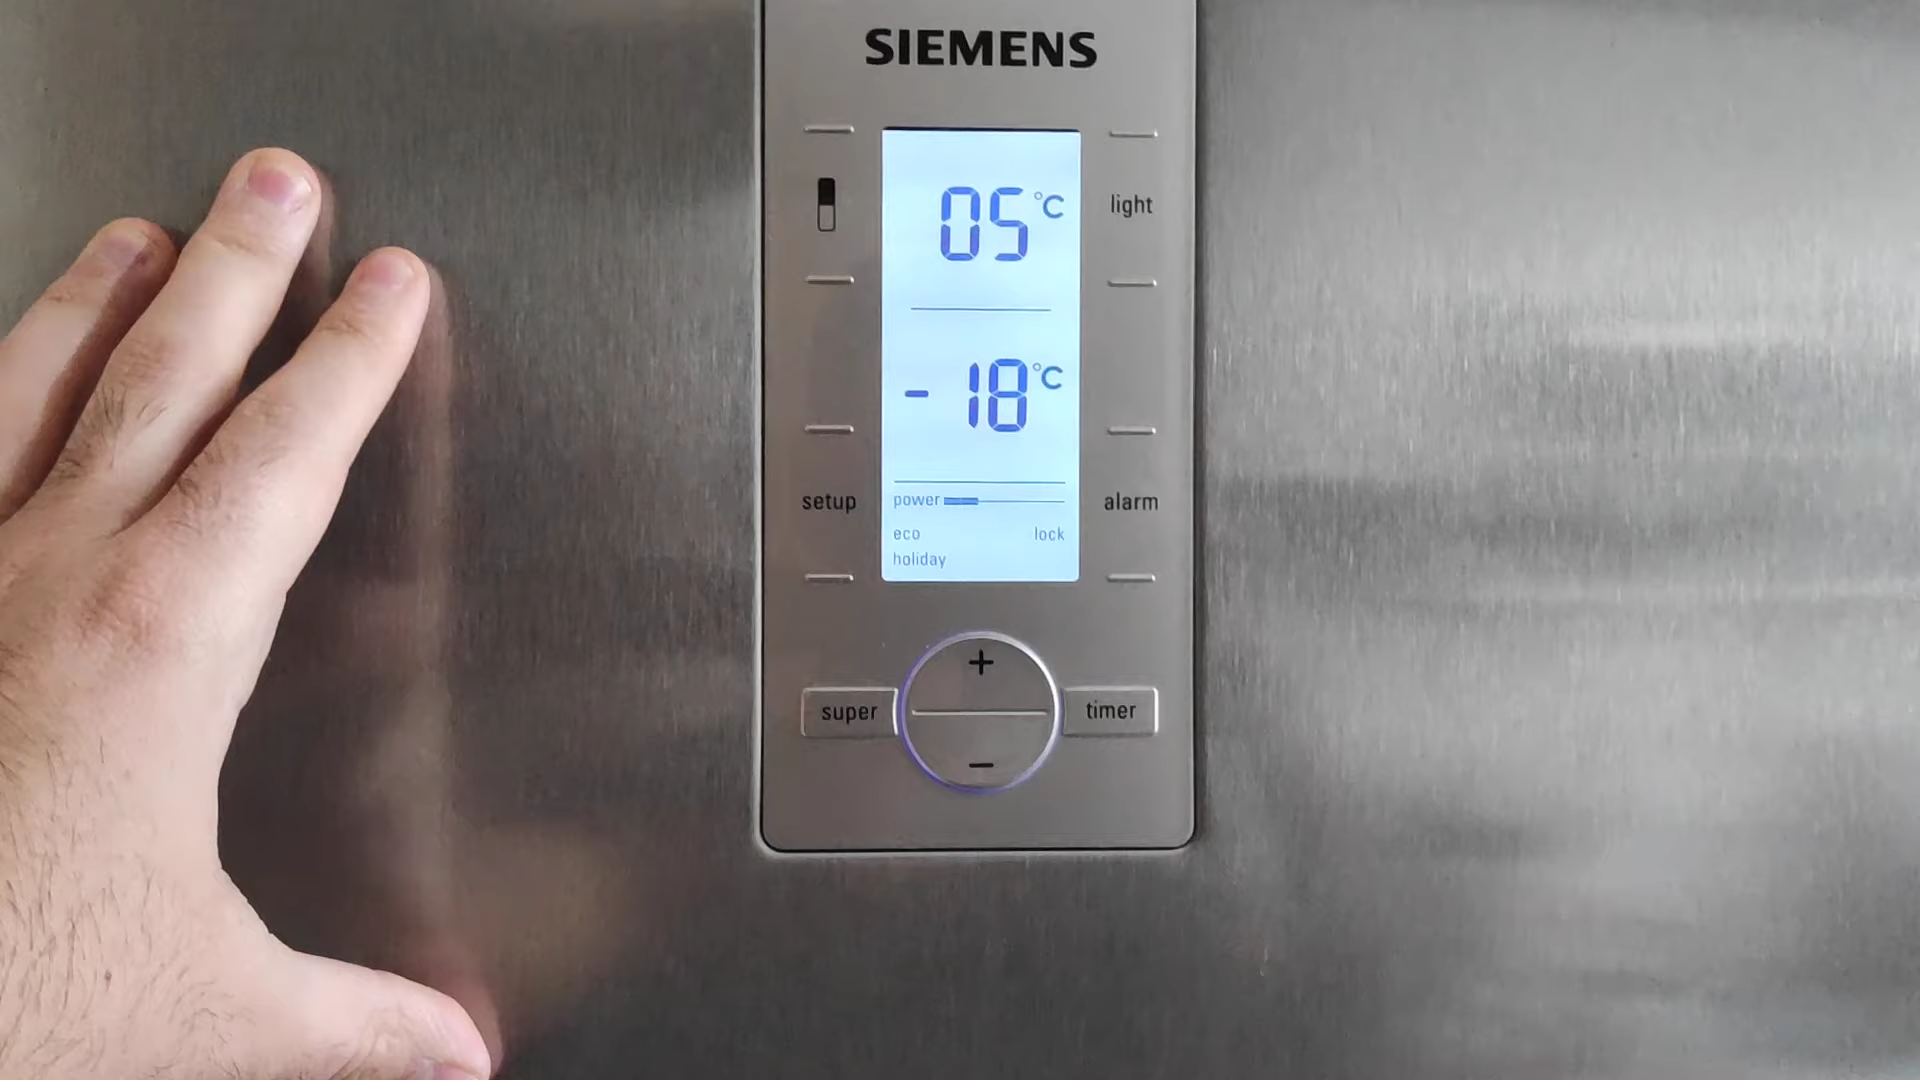 SIEMENS
05°C
light
- 18°C
setup
power
alarm
eco
lock
holiday
+
super
timer
-